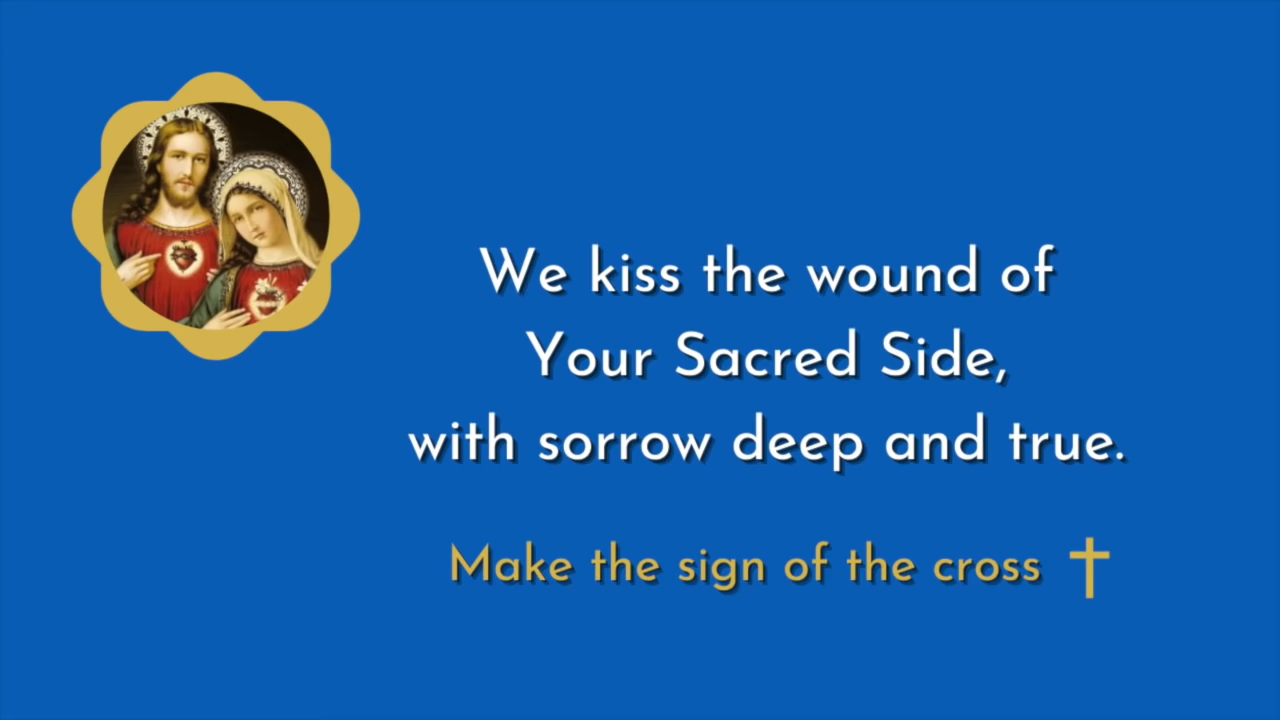 We kiss the wound of
Your Sacred Side,
with sorrow deep and true.
Make the sign of the cross